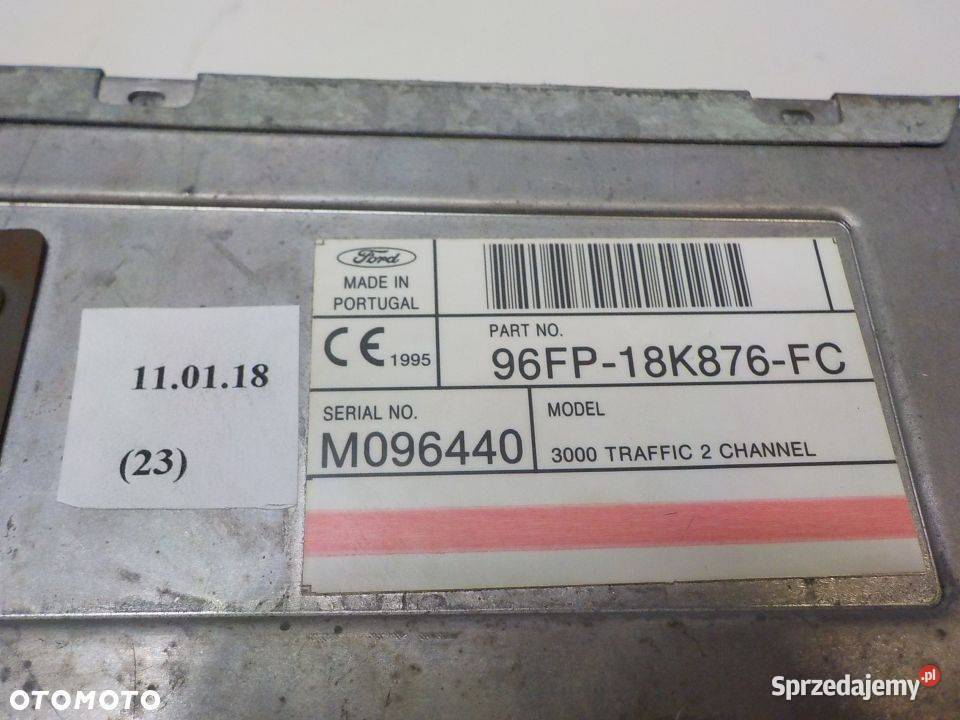 Ford
MADE IN
PORTUGAL
CE 1995
PART NO.
96FP-18K876-FC
SERIAL NO.
M096440
MODEL
3000 TRAFFIC 2 CHANNEL
11.01.18
(23)
OTOMOTO
Sprzedajemy.pl